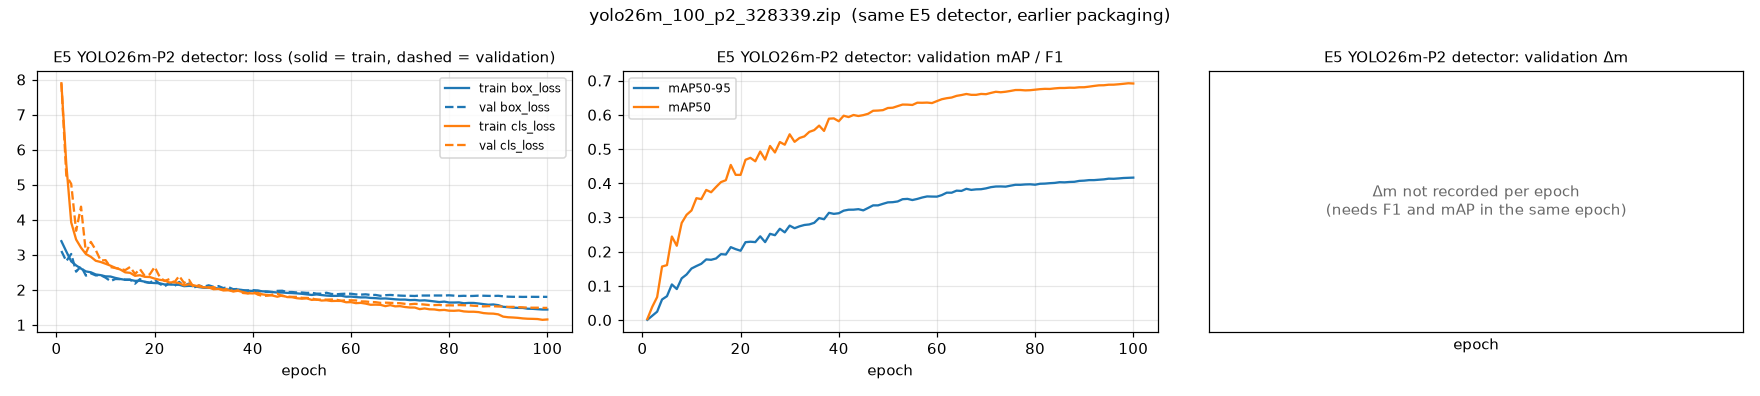 yolo26m_100_p2_328339.zip  (same E5 detector, earlier packaging)
E5 YOLO26m-P2 detector: loss (solid = train, dashed = validation)
8
7
6
5
4
3
2
1
0
20
40
60
80
100
epoch
train box_loss
val box_loss
train cls_loss
val cls_loss
E5 YOLO26m-P2 detector: validation mAP / F1
0.7
0.6
0.5
0.4
0.3
0.2
0.1
0.0
0
20
40
60
80
100
epoch
mAP50-95
mAP50
E5 YOLO26m-P2 detector: validation Δm
Δm not recorded per epoch
(needs F1 and mAP in the same epoch)
epoch